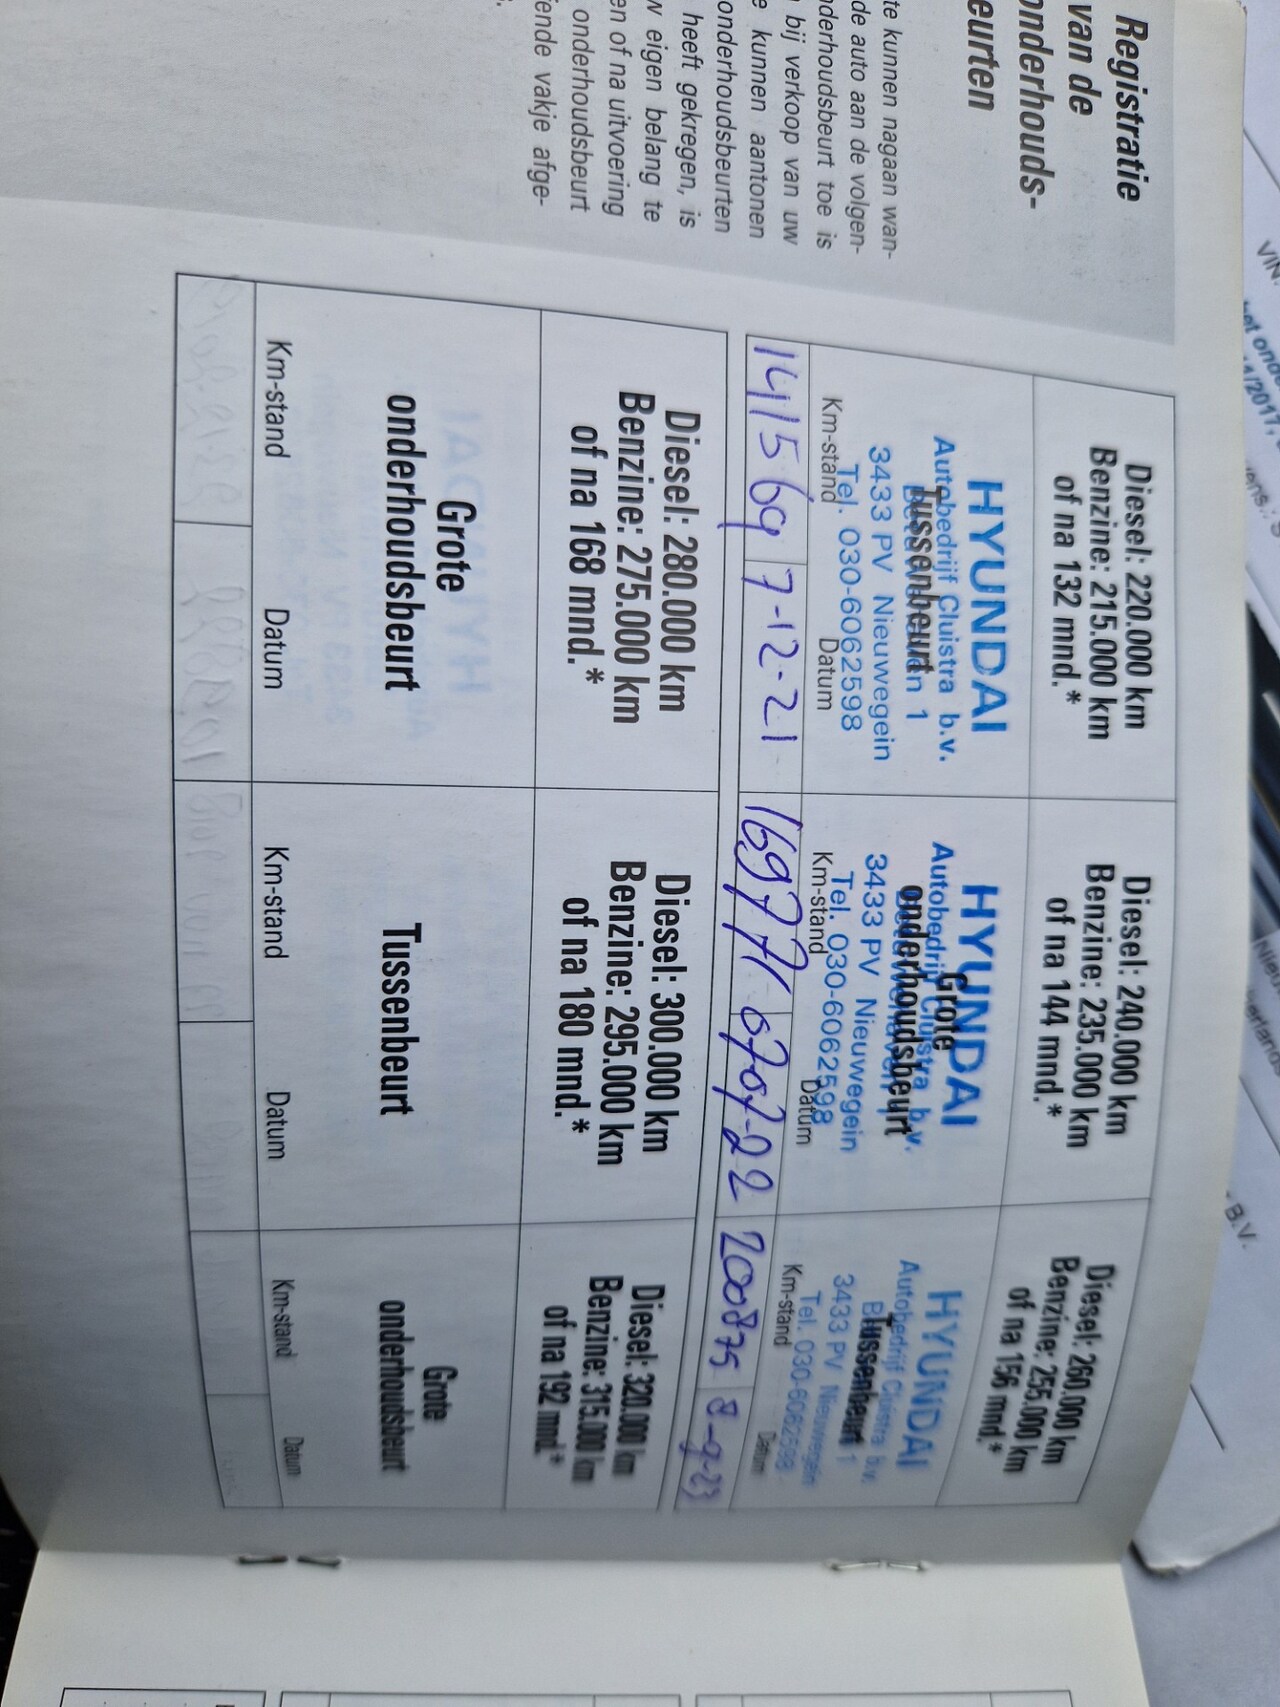 Registratie
van de
onderhouds-
eurten
te kunnen nagaan wan-
de auto aan de volgen-
derhoudsbeurt toe is
bij verkoop van uw
e kunnen aantonen
onderhoudsbeurten
heeft gekregen, is
w eigen belang te
en of na uitvoering
onderhoudsbeurt
ende vakje afge-
Diesel: 220.000 km
Benzine: 215.000 km
of na 132 mnd.*
HYUNDAI
Autobedrijf Cluistra b.v.
Tussenbeurt
3433 PV Nieuwegein
Tel. 030-6062598
Km-stand Datum
141569 7-12-21
Diesel: 240.000 km
Benzine: 235.000 km
of na 144 mnd.*
HYUNDAI
Grote
Autobedrijf Cluistra b.v.
onderhoudsbeurt
3433 PV Nieuwegein
Tel. 030-6062598
Km-stand Datum
169771 0707-22
Diesel: 260.000 km
Benzine: 255.000 km
of na 156 mnd.*
HYUNDAI
Autobedrijf Cluistra b.v.
Tussenbeurt
3433 PV Nieuwegein
Tel. 030-6062598
Km-stand Datum
200875 8-9-23
Diesel: 280.000 km
Benzine: 275.000 km
of na 168 mnd.*
Grote
onderhoudsbeurt
Km-stand Datum
Diesel: 300.000 km
Benzine: 295.000 km
of na 180 mnd.*
Tussenbeurt
Km-stand Datum
Diesel: 320.000 km
Benzine: 315.000 km
of na 192 mnd.*
Grote
onderhoudsbeurt
Km-stand Datum
VIN:
B.V.